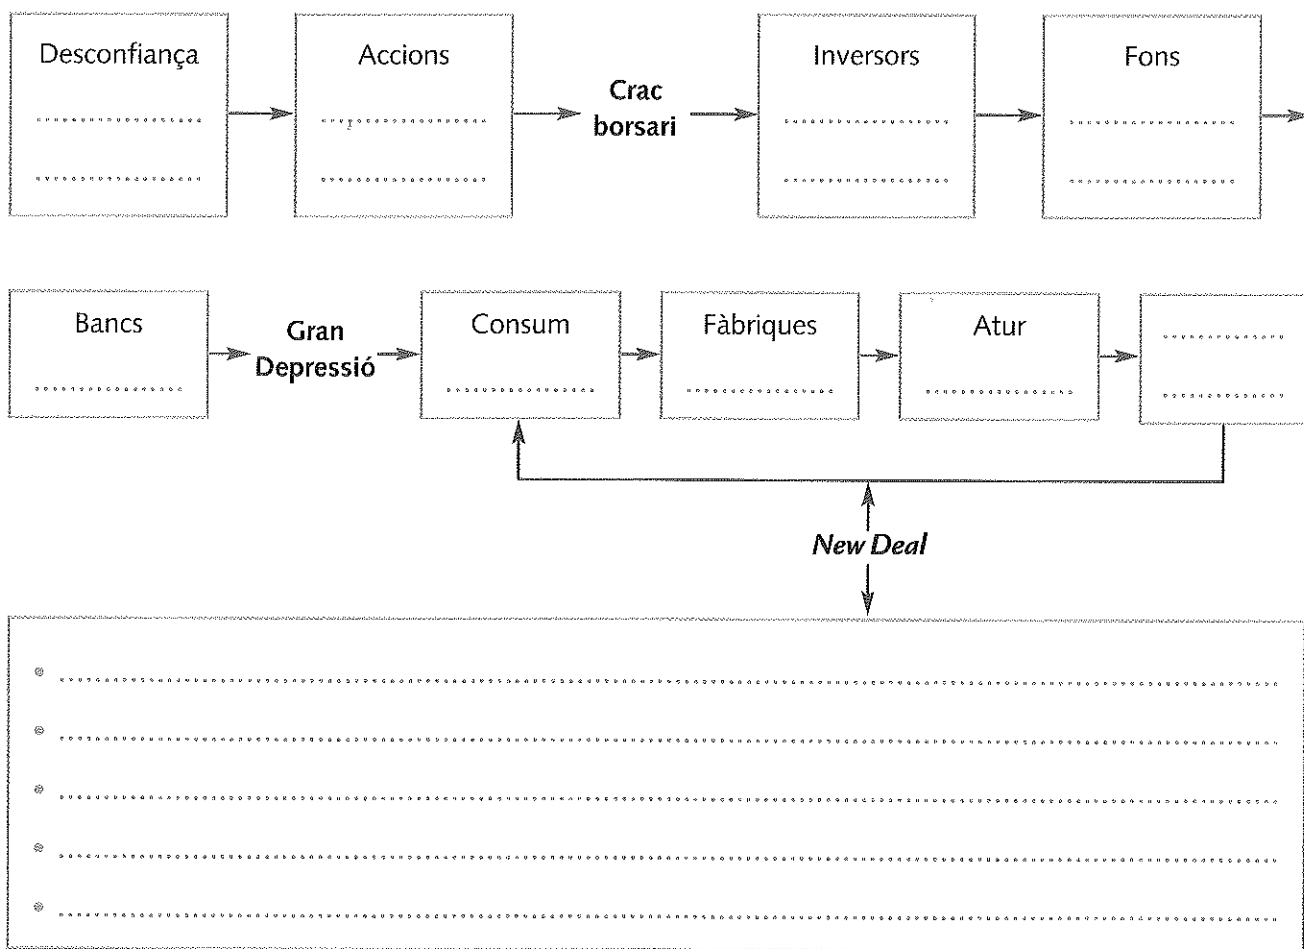 Desconfiança
Accions
Crac
borsari
Inversors
Fons
Bancs
Gran
Depressió
Consum
Fàbriques
Atur
New Deal